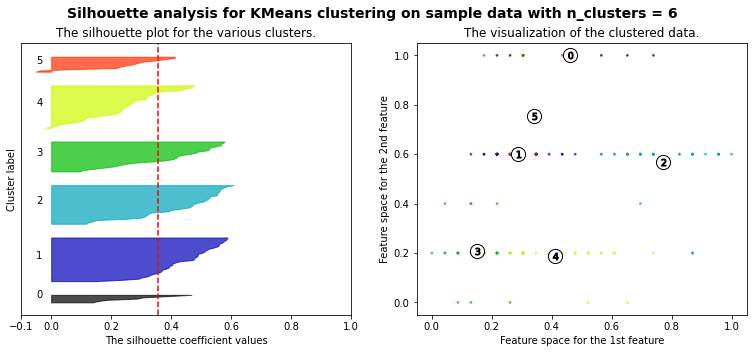 Silhouette analysis for KMeans clustering on sample data with n_clusters = 6
The silhouette plot for the various clusters.
Cluster label
5
4
3
2
1
0
−0.1 0.0 0.2 0.4 0.6 0.8 1.0
The silhouette coefficient values
The visualization of the clustered data.
Feature space for the 2nd feature
1.0
0.8
0.6
0.4
0.2
0.0
0
5
1
2
3
4
0.0 0.2 0.4 0.6 0.8 1.0
Feature space for the 1st feature